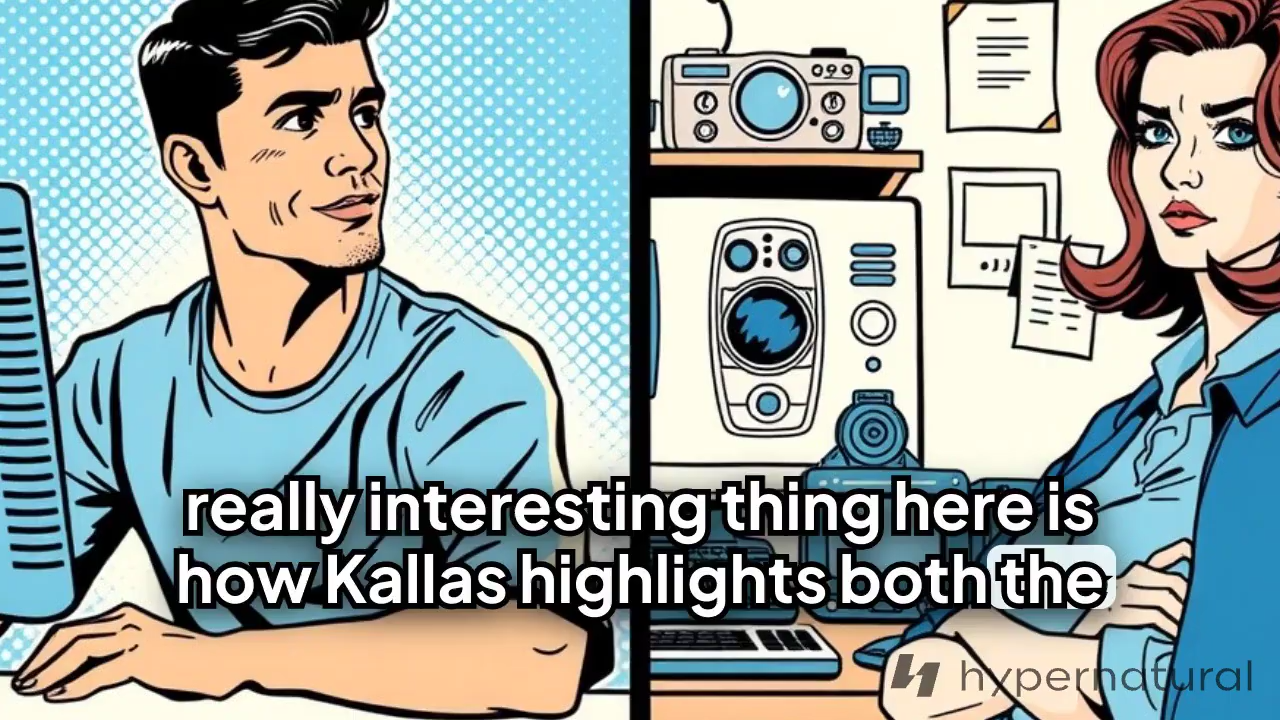 really interesting thing here is
how Kallas highlights both the
hypernatural